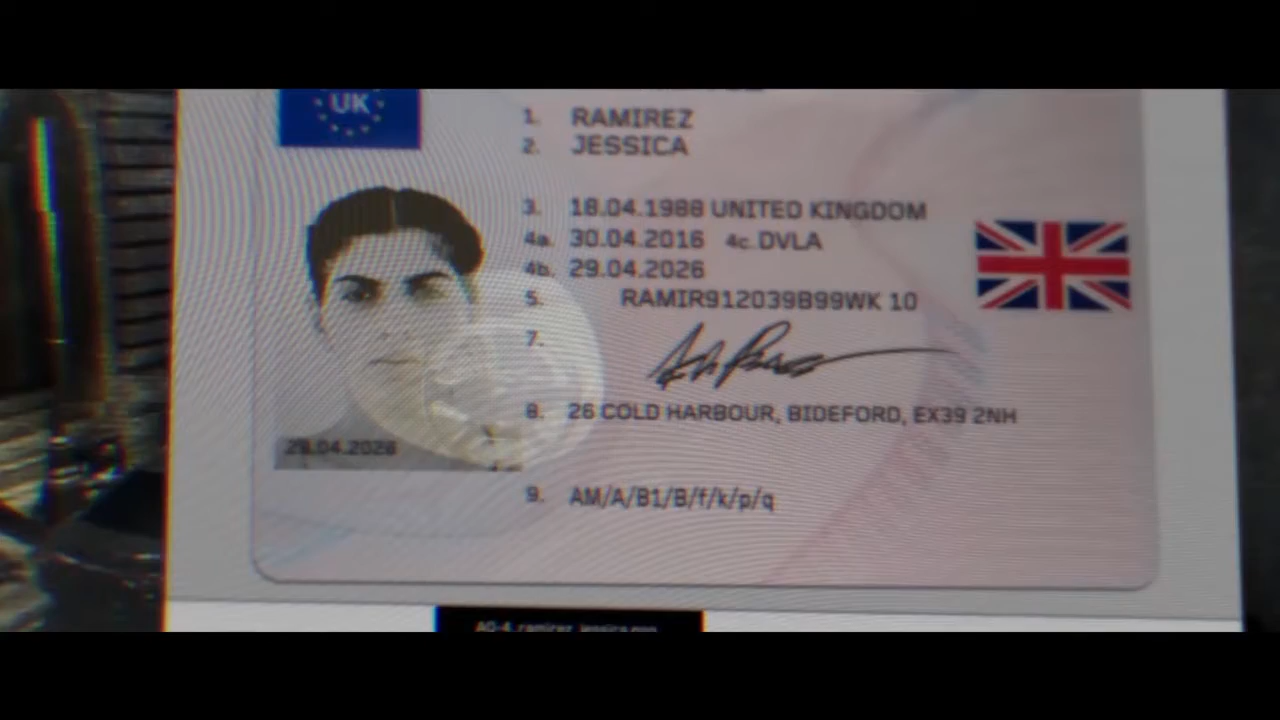 UK
1. RAMIREZ
2. JESSICA
3. 18.04.1988 UNITED KINGDOM
4a. 30.04.2016 4c. DVLA
4b. 29.04.2026
5. RAMIR912039B99WK 10
7.
8. 26 COLD HARBOUR, BIDEFORD, EX39 2NH
29.04.2026
9. AM/A/B1/B/f/k/p/q